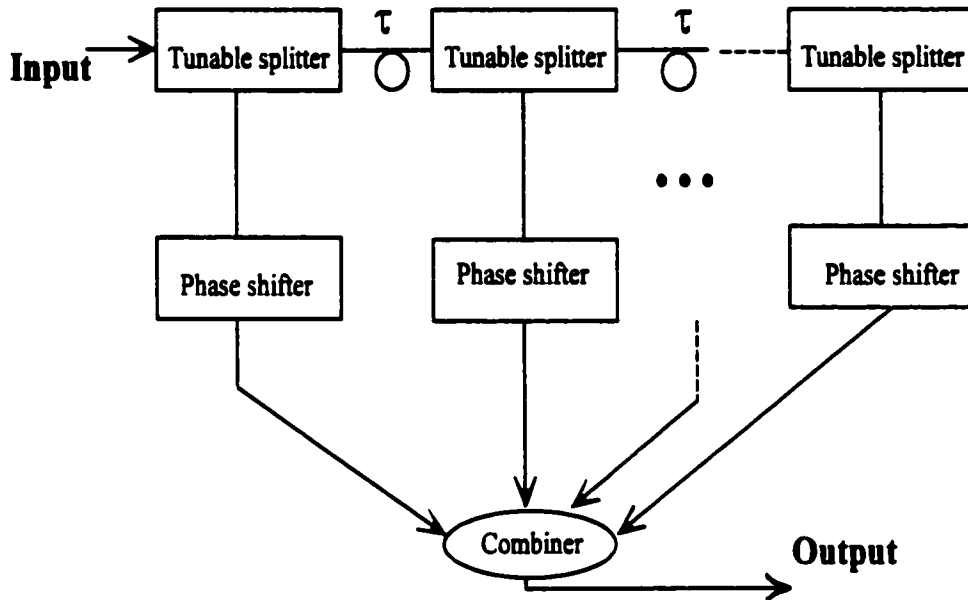 τ
τ
Input
Tunable splitter
Tunable splitter
Tunable splitter
Phase shifter
Phase shifter
Phase shifter
Combiner
Output